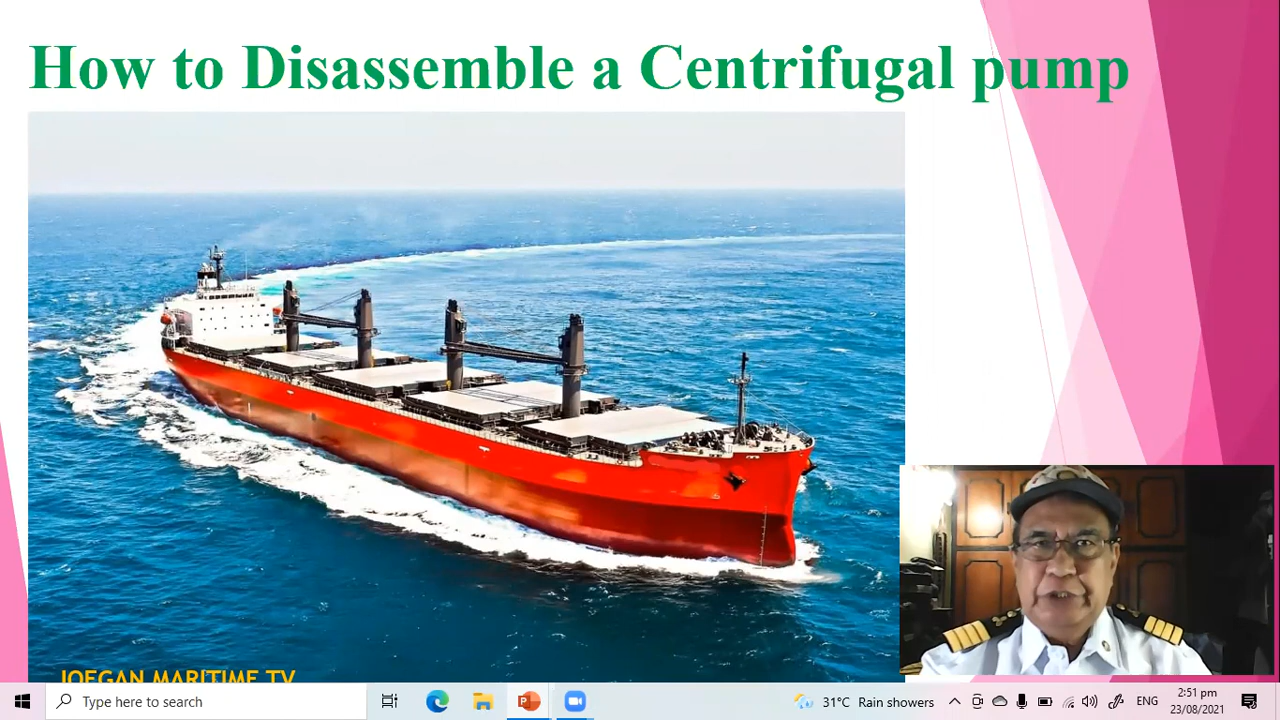 How to Disassemble a Centrifugal pump
JOEGAN MARITIME TV
Type here to search
31°C Rain showers
ENG
2:51 pm
23/08/2021